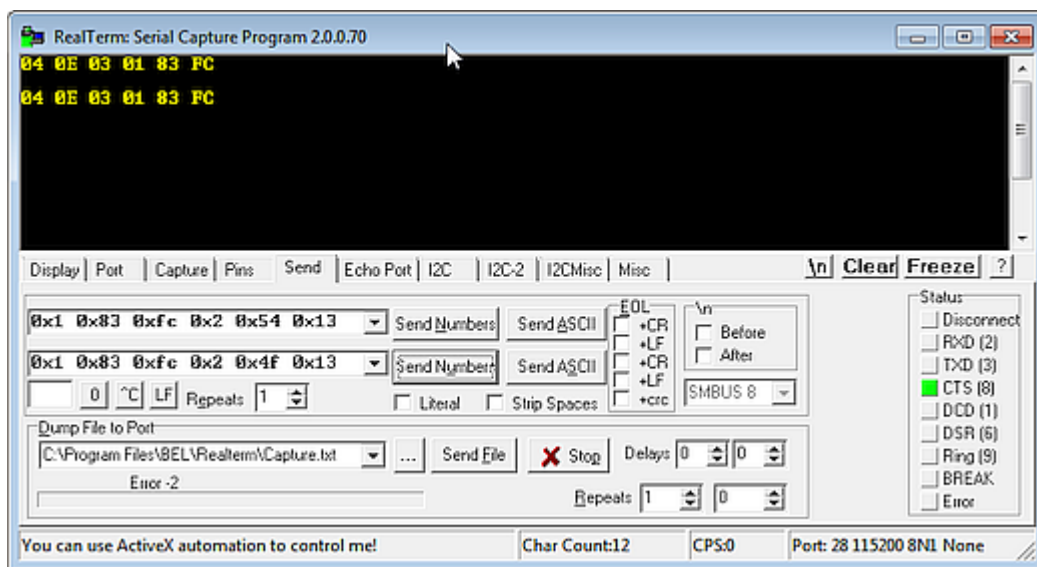 RealTerm: Serial Capture Program 2.0.0.70
04 0E 03 01 83 FC
04 0E 03 01 83 FC
Display Port Capture Pins Send Echo Port I2C I2C-2 I2CMisc Misc \n Clear Freeze ?
0x1 0x83 0xfc 0x2 0x54 0x13 Send Numbers Send ASCII
0x1 0x83 0xfc 0x2 0x4f 0x13 Send Numbers Send ASCII
0 ^C LF Repeats 1 Literal Strip Spaces
EOL
+CR
+LF
+CR
+LF
+crc
\n
Before
After
SMBUS 8
Dump File to Port
C:\Program Files\BEL\Realterm\Capture.txt ... Send File Stop Delays 0 0
Error -2
Repeats 1 0
Status
Disconnect
RXD (2)
TXD (3)
CTS (8)
DCD (1)
DSR (6)
Ring (9)
BREAK
Error
You can use ActiveX automation to control me! Char Count:12 CPS:0 Port: 28 115200 8N1 None